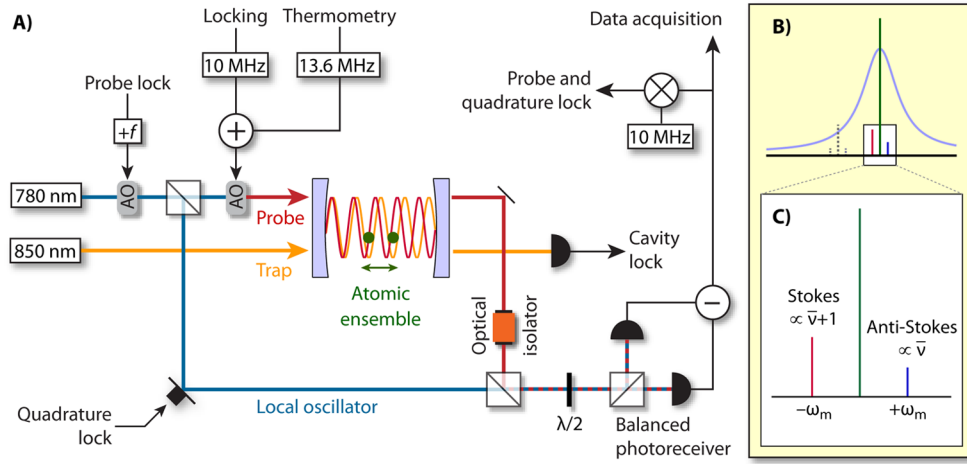 A)
Locking
Thermometry
Data acquisition
10 MHz
13.6 MHz
Probe lock
Probe and
quadrature lock
+f
+
10 MHz
780 nm
AO
AO
Probe
850 nm
Trap
Cavity
lock
Atomic
ensemble
Optical
isolator
−
Local oscillator
Quadrature
lock
λ/2
Balanced
photoreceiver
B)
C)
Stokes
∝ ν̅+1
Anti-Stokes
∝ ν̅
−ωₘ
+ωₘ